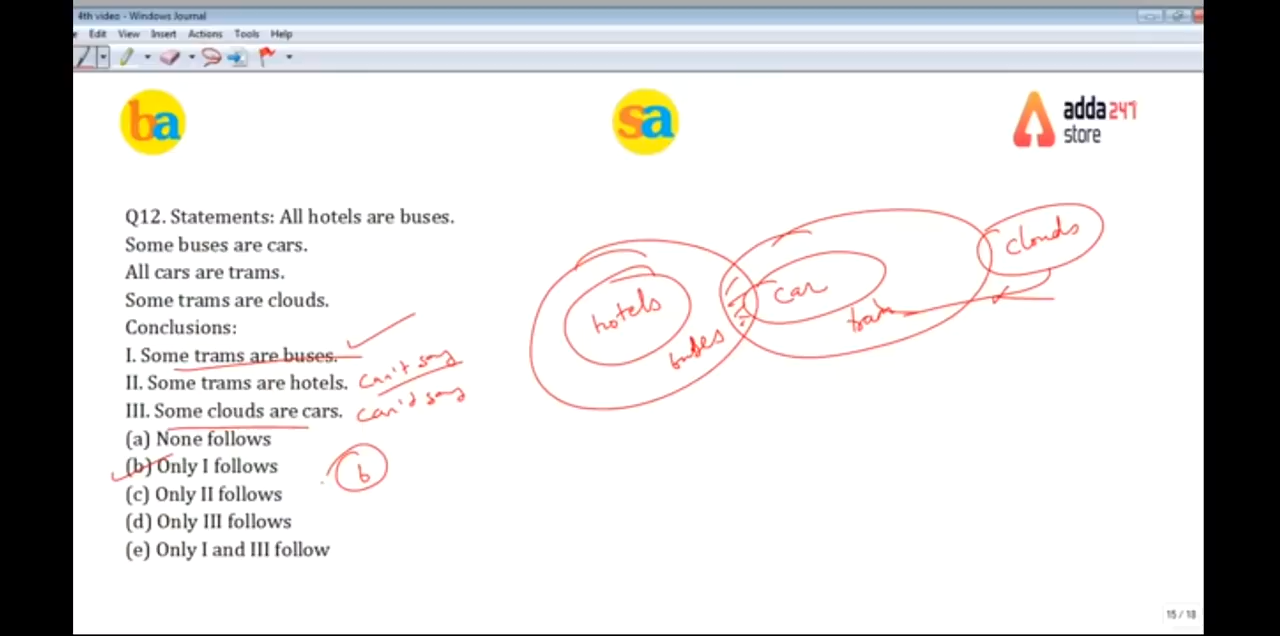 4th video - Windows Journal
Edit View Insert Actions Tools Help
ba
sa
adda247
store
Q12. Statements: All hotels are buses.
Some buses are cars.
All cars are trams.
Some trams are clouds.
Conclusions:
I. Some trams are buses.
II. Some trams are hotels. can't say
III. Some clouds are cars. can't say
(a) None follows
(b) Only I follows b
(c) Only II follows
(d) Only III follows
(e) Only I and III follow
hotels
buses
car
tram
clouds
15 / 18